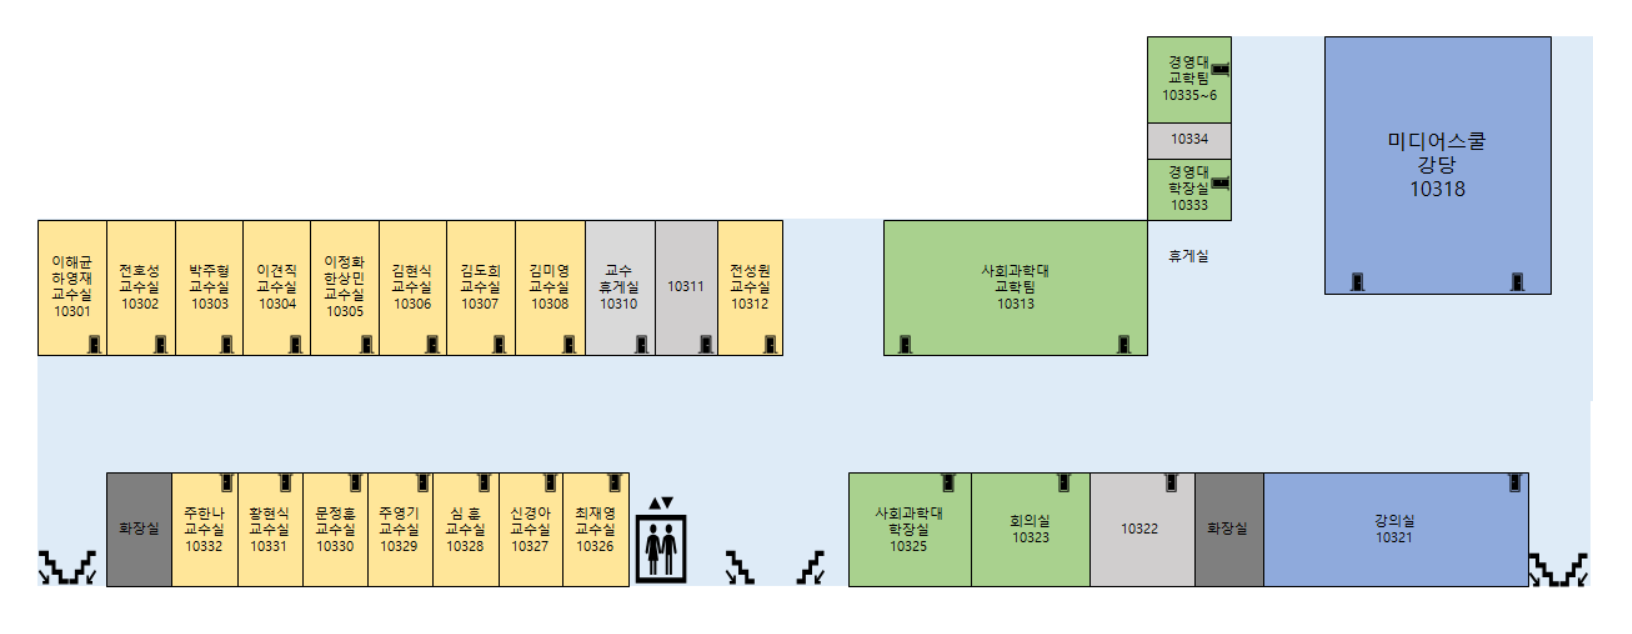 경영대
교학팀
10335~6
10334
경영대
학장실
10333
휴게실
미디어스쿨
강당
10318
이해균
하영재
교수실
10301
전호성
교수실
10302
박주형
교수실
10303
이견직
교수실
10304
이정화
한상민
교수실
10305
김현식
교수실
10306
김도희
교수실
10307
김미영
교수실
10308
교수
휴게실
10310
10311
전성원
교수실
10312
사회과학대
교학팀
10313
화장실
주한나
교수실
10332
황현식
교수실
10331
문정훈
교수실
10330
주영기
교수실
10329
심 훈
교수실
10328
신경아
교수실
10327
최재영
교수실
10326
사회과학대
학장실
10325
회의실
10323
10322
화장실
강의실
10321